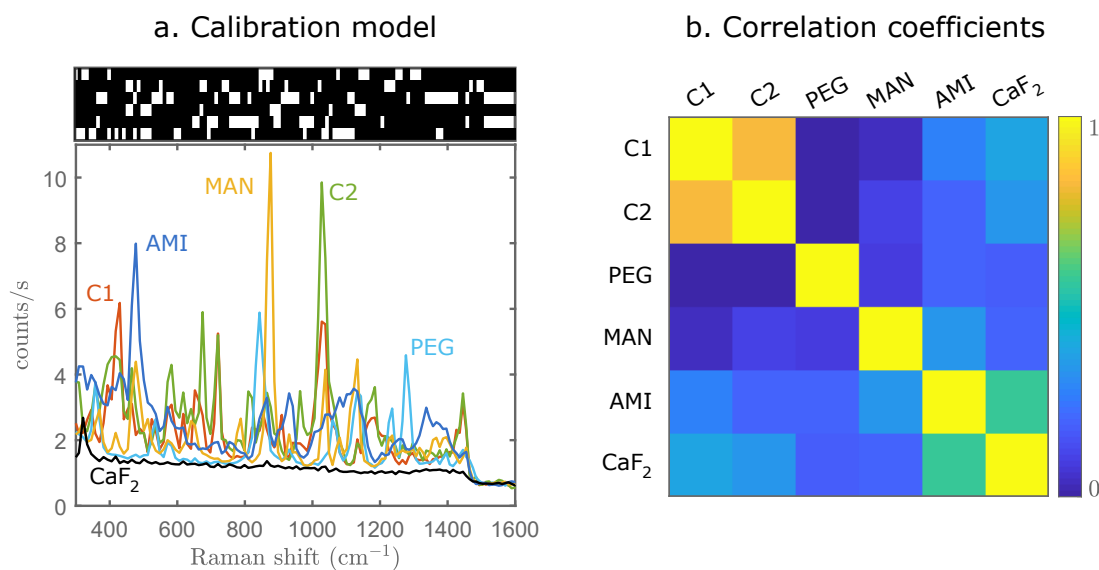 a. Calibration model
b. Correlation coefficients
C1 C2 PEG MAN AMI CaF₂
10
8
6
4
2
0
counts/s
MAN
C2
AMI
C1
PEG
CaF₂
400 600 800 1000 1200 1400 1600
Raman shift (cm⁻¹)
C1
C2
PEG
MAN
AMI
CaF₂
1
0